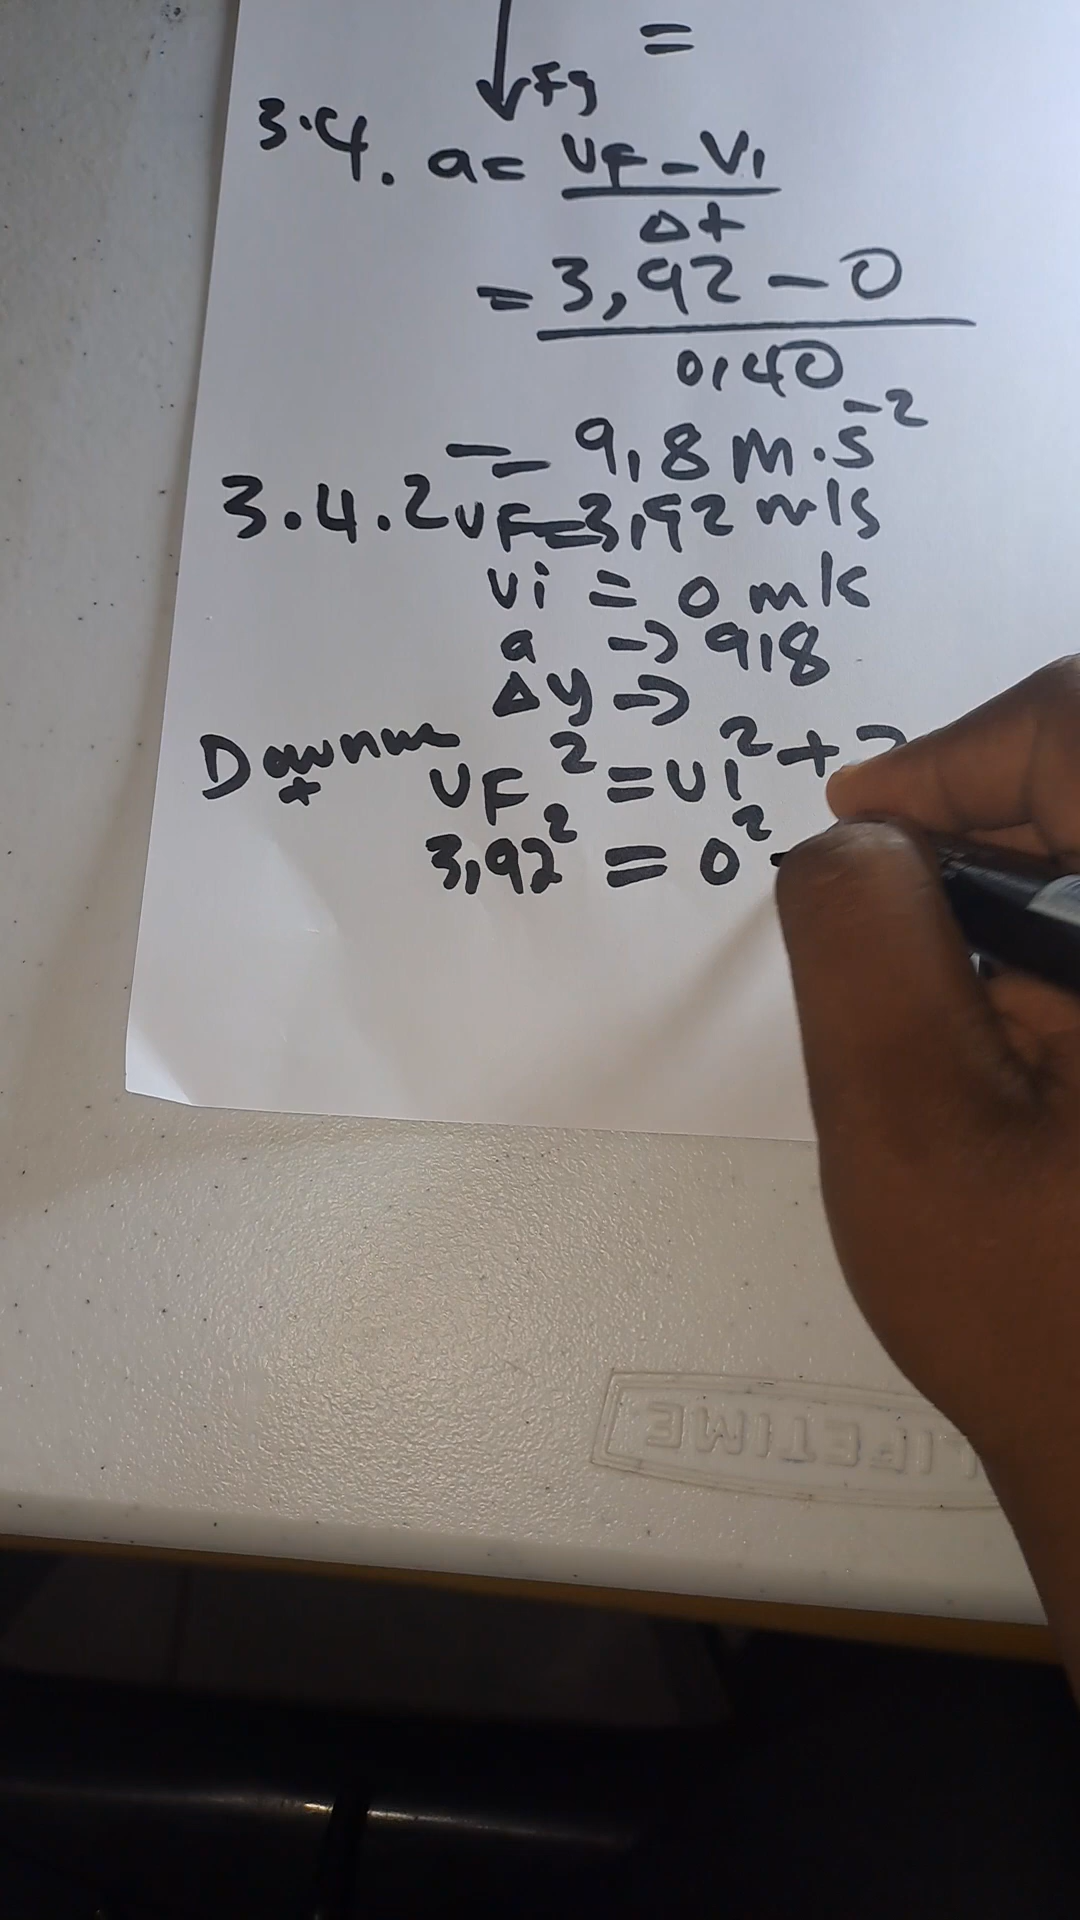 =
Fg
3.4. a= VF - Vi
Δt
= 3,92 - 0
0,40
= 9,8 m.s-2
3.4.2 VF=3,92 m/s
Vi = 0 m/s
a -> 9,8
Δy ->
VF2 = Vi2 + 2
+
3,922 = 02
LIFETIME